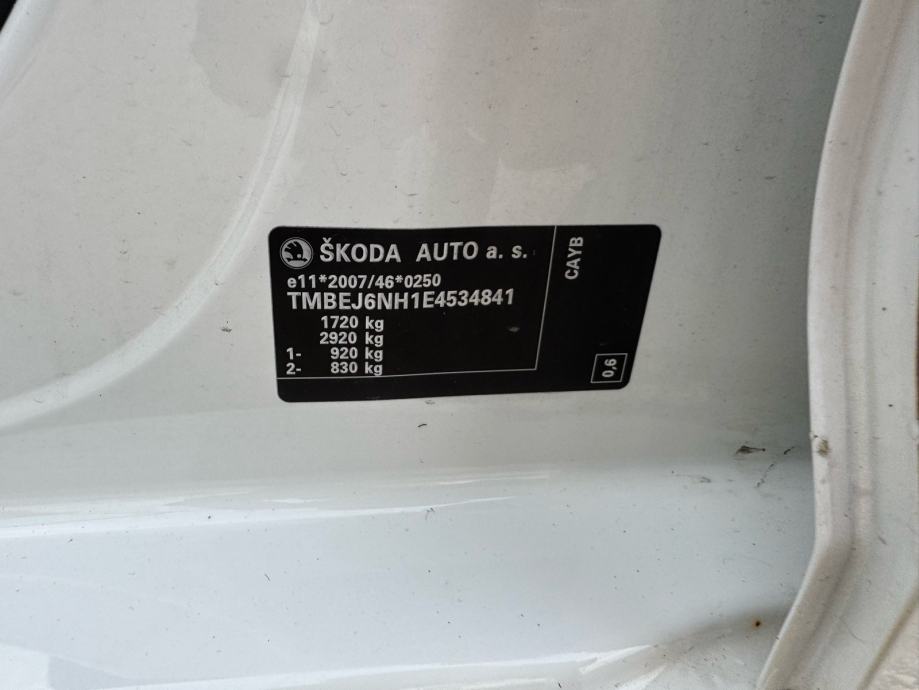 ŠKODA AUTO a. s.
e11*2007/46*0250
TMBEJ6NH1E4534841
1720 kg
2920 kg
1- 920 kg
2- 830 kg
CAYB
0,6